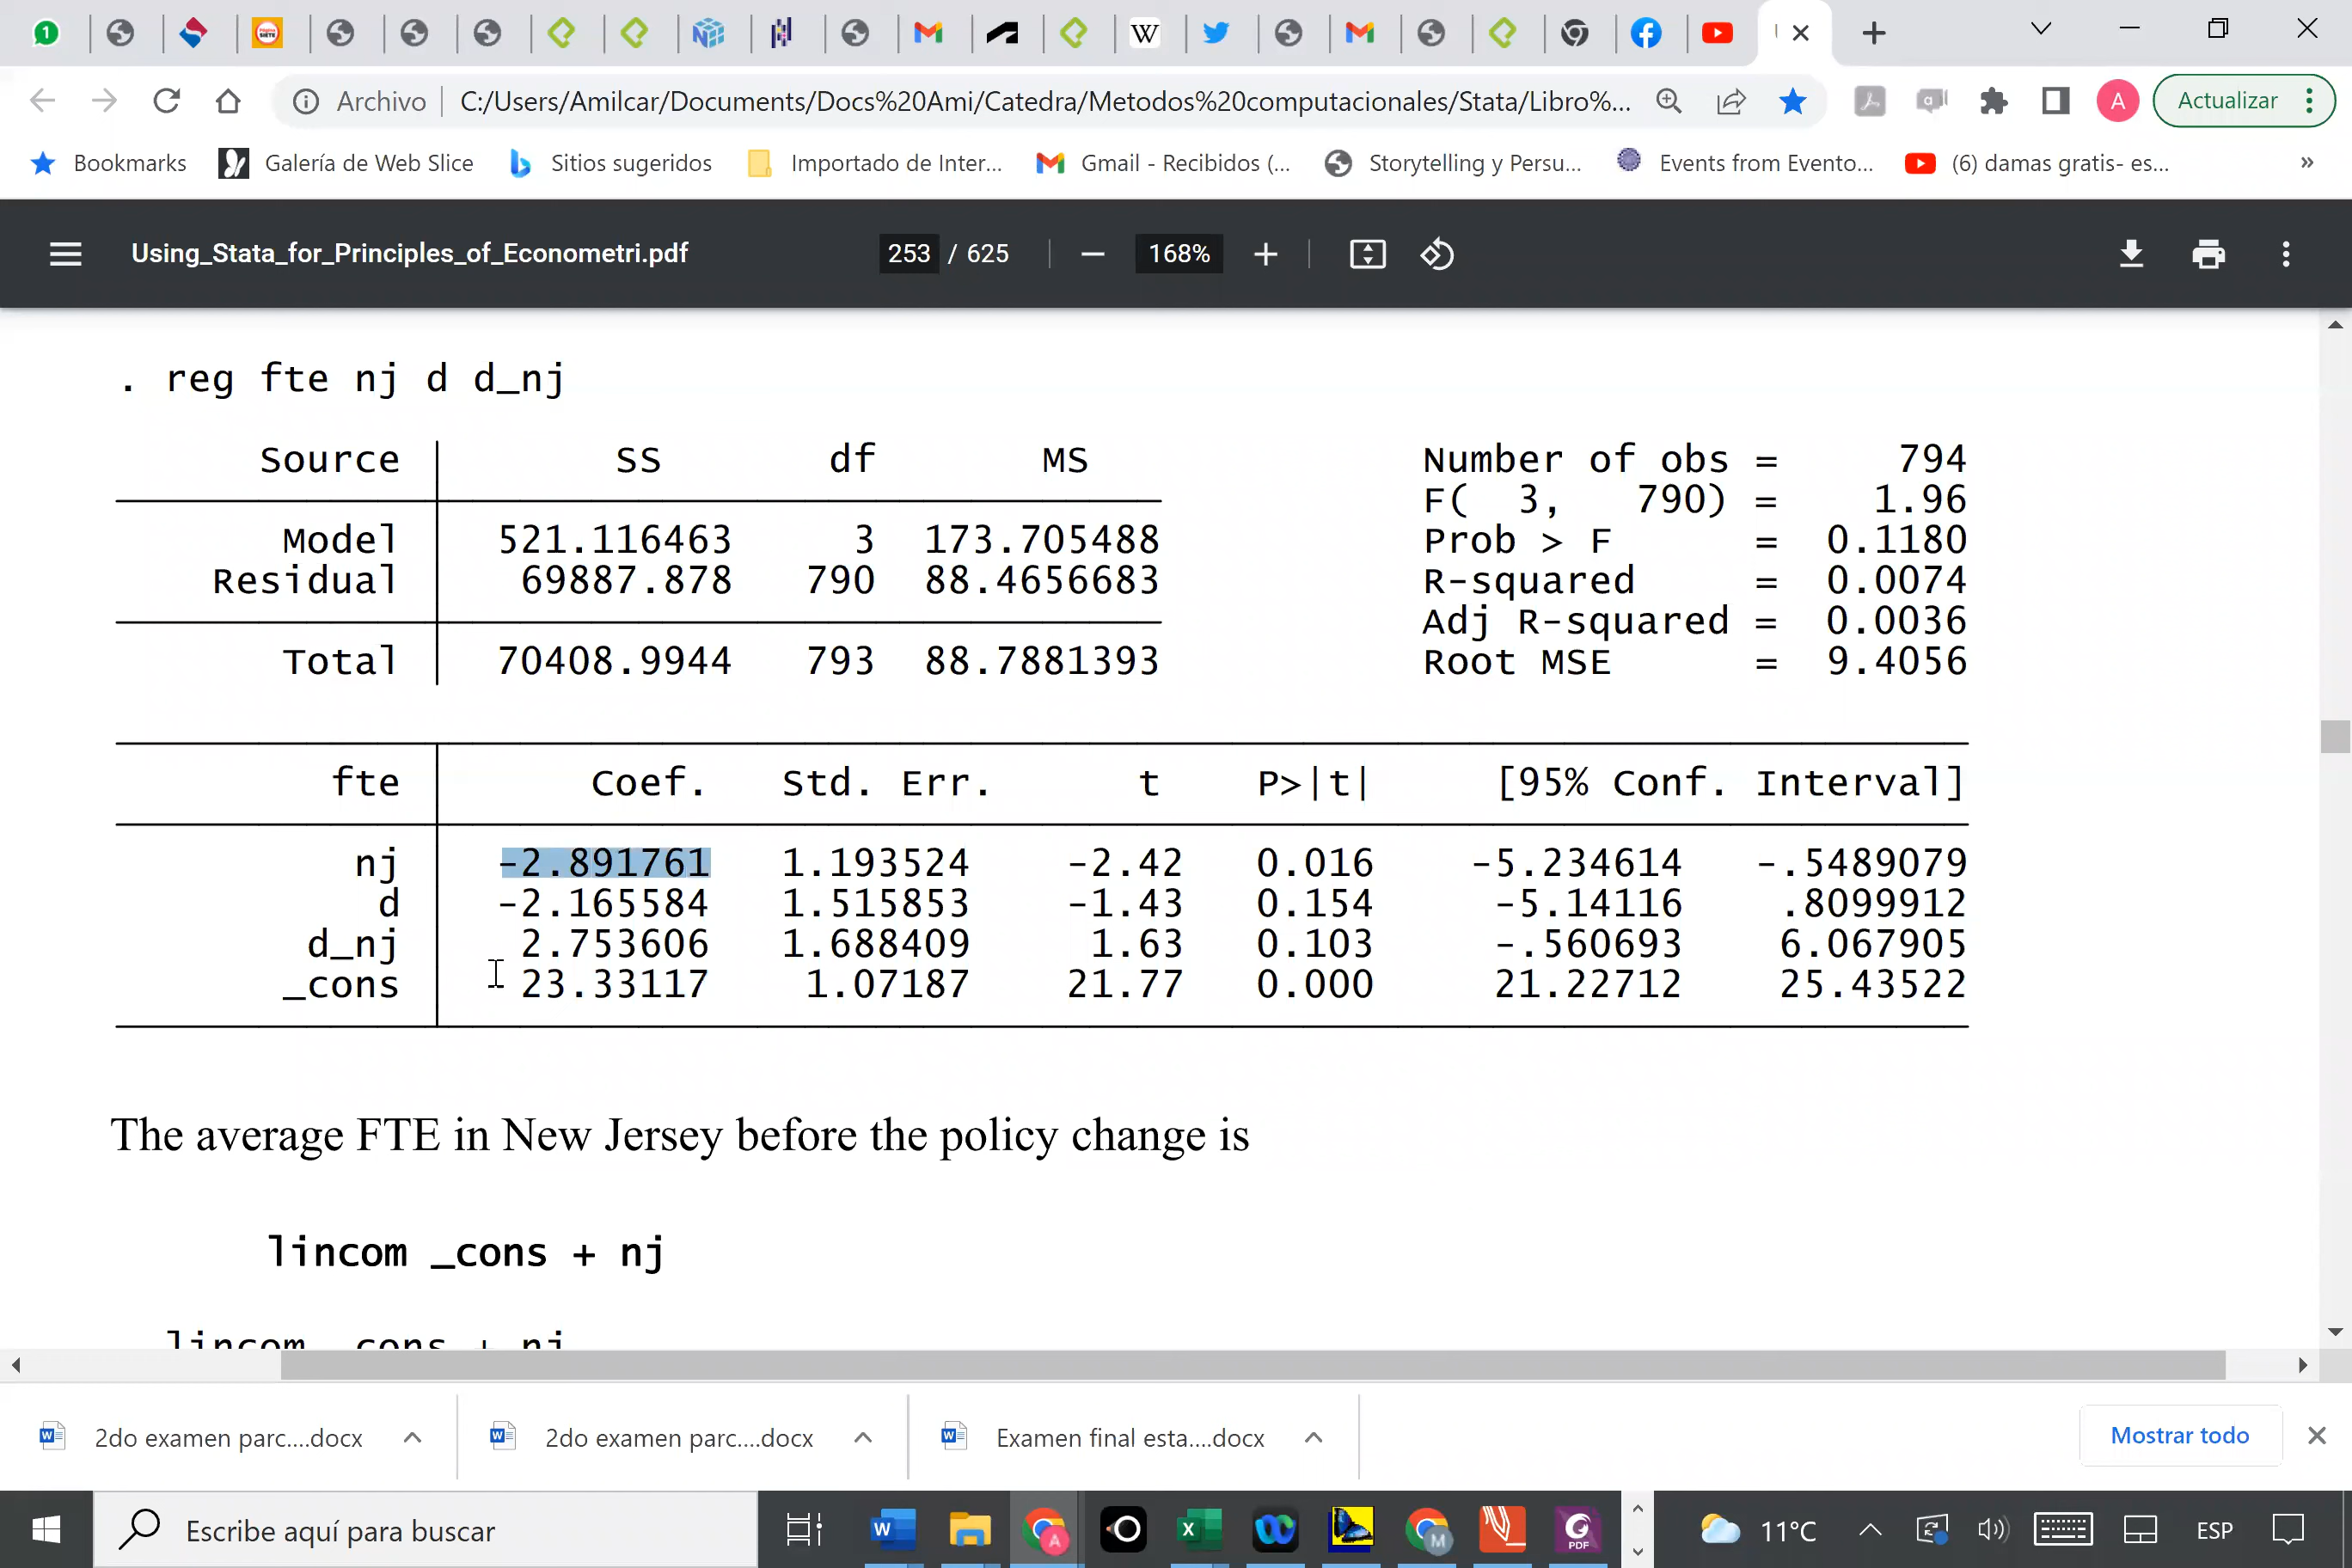 1
W
Archivo
C:/Users/Amilcar/Documents/Docs%20Ami/Catedra/Metodos%20computacionales/Stata/Libro%...
A
Actualizar
Bookmarks
Galería de Web Slice
Sitios sugeridos
Importado de Inter...
Gmail - Recibidos (...
Storytelling y Persu...
Events from Evento...
(6) damas gratis- es...
»
Using_Stata_for_Principles_of_Econometri.pdf
253 / 625
168%
. reg fte nj d d_nj
Source SS df MS
Model 521.116463 3 173.705488
Residual 69887.878 790 88.4656683
Total 70408.9944 793 88.7881393
Number of obs = 794
F( 3, 790) = 1.96
Prob > F = 0.1180
R-squared = 0.0074
Adj R-squared = 0.0036
Root MSE = 9.4056
fte Coef. Std. Err. t P>|t| [95% Conf. Interval]
nj -2.891761 1.193524 -2.42 0.016 -5.234614 -.5489079
d -2.165584 1.515853 -1.43 0.154 -5.14116 .8099912
d_nj 2.753606 1.688409 1.63 0.103 -.560693 6.067905
_cons 23.33117 1.07187 21.77 0.000 21.22712 25.43522
The average FTE in New Jersey before the policy change is
lincom _cons + nj
lincom _cons + nj
2do examen parc....docx
2do examen parc....docx
Examen final esta....docx
Mostrar todo
Escribe aquí para buscar
11°C
ESP